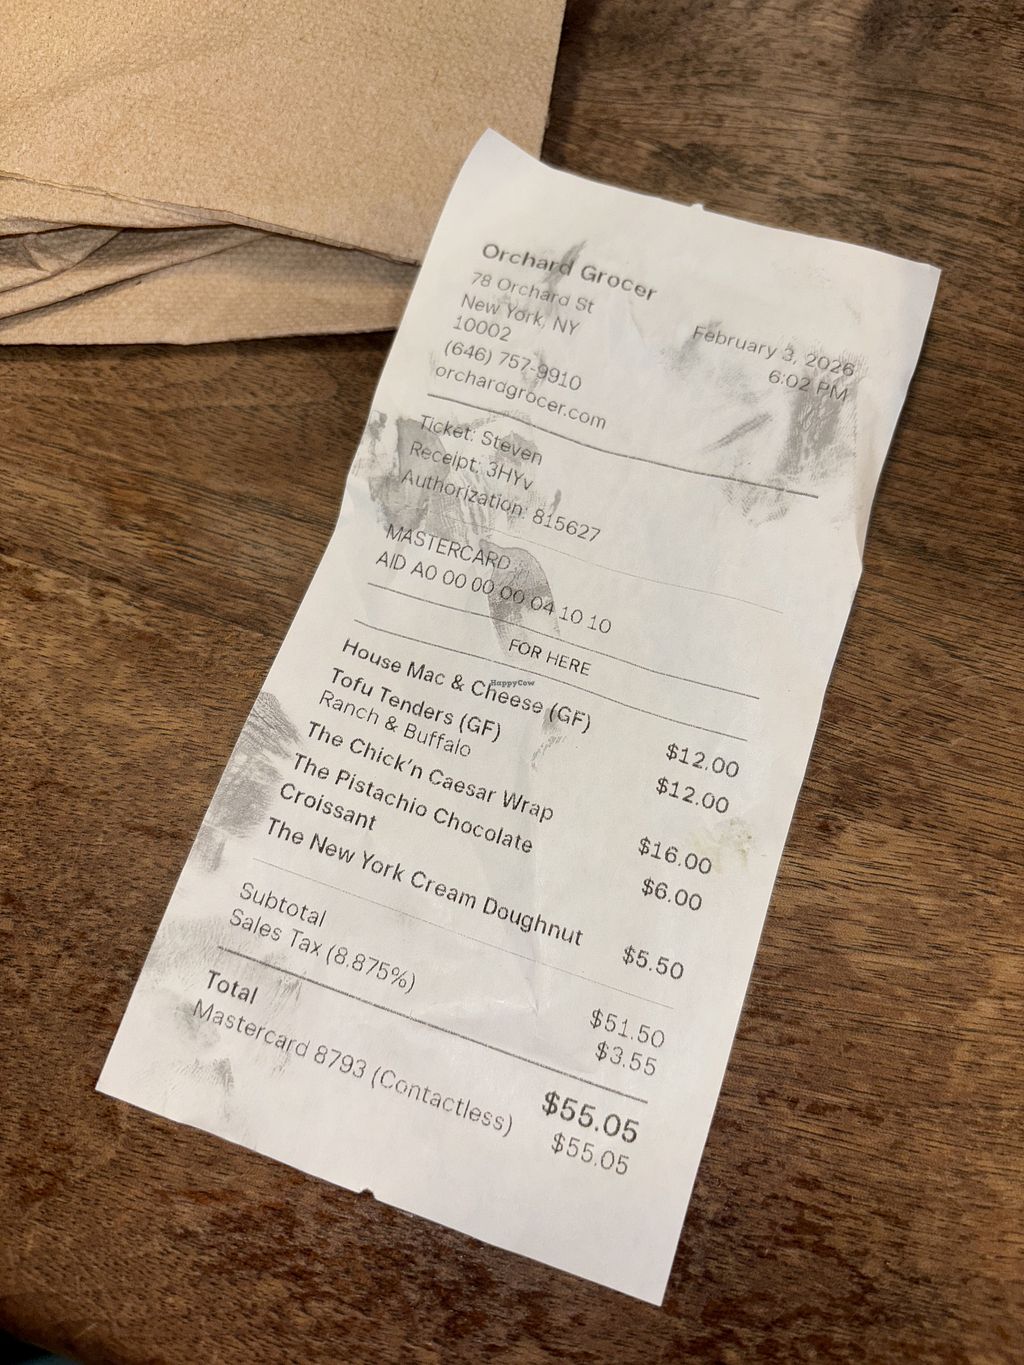 Orchard Grocer
78 Orchard St
New York, NY
10002
(646) 757-9910
orchardgrocer.com
February 3, 2026
6:02 PM
Ticket: Steven
Receipt: 3HYv
Authorization: 815627
MASTERCARD
AID A0 00 00 00 04 10 10
FOR HERE
House Mac & Cheese (GF) $12.00
Tofu Tenders (GF) $12.00
Ranch & Buffalo
The Chick'n Caesar Wrap $16.00
The Pistachio Chocolate $6.00
Croissant
The New York Cream Doughnut $5.50
Subtotal $51.50
Sales Tax (8.875%) $3.55
Total $55.05
Mastercard 8793 (Contactless) $55.05
HappyCow